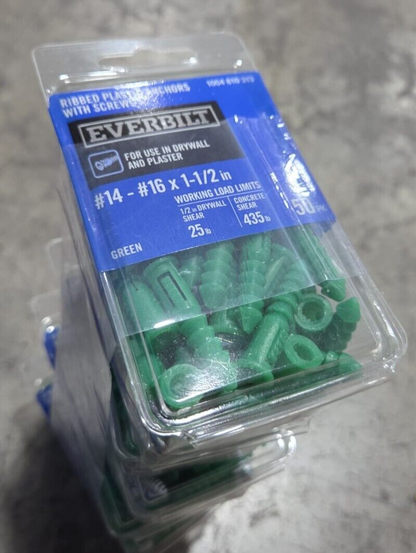 RIBBED PLASTIC ANCHORS
WITH SCREWS
EVERBILT
FOR USE IN DRYWALL
AND PLASTER
#14 - #16 x 1-1/2 in
WORKING LOAD LIMITS
1/2 in DRYWALL
SHEAR
25 lb
CONCRETE
SHEAR
435 lb
50
GREEN